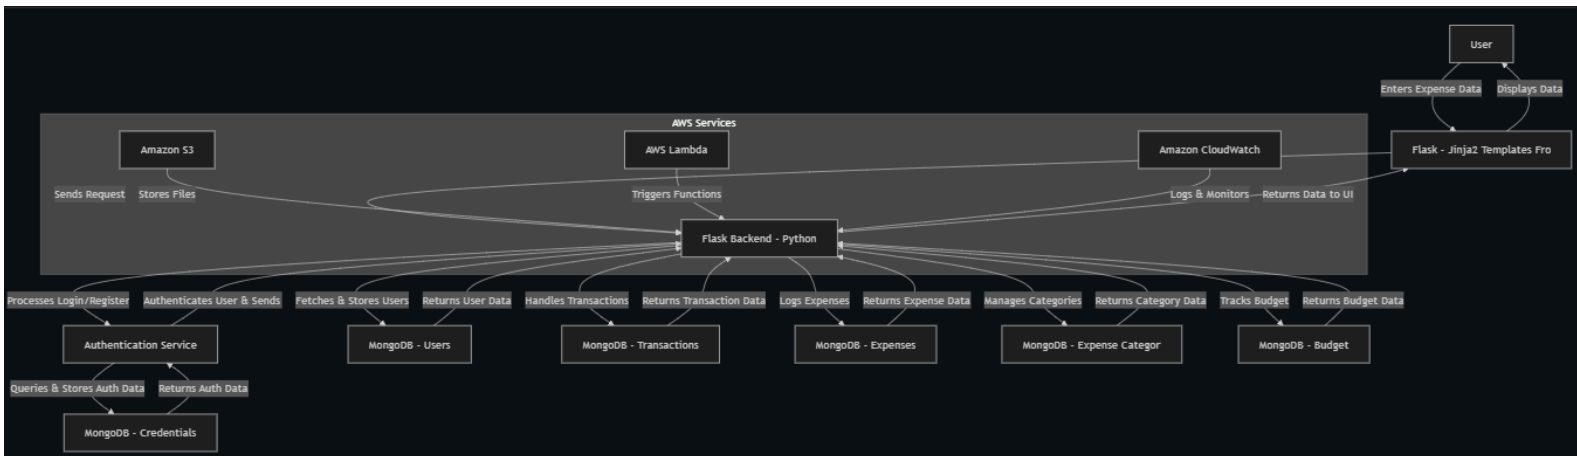 User
Enters Expense Data
Displays Data
AWS Services
Amazon S3
AWS Lambda
Amazon CloudWatch
Flask - Jinja2 Templates Fro
Sends Request
Stores Files
Triggers Functions
Logs & Monitors
Returns Data to UI
Flask Backend - Python
Processes Login/Register
Authenticates User & Sends
Fetches & Stores Users
Returns User Data
Handles Transactions
Returns Transaction Data
Logs Expenses
Returns Expense Data
Manages Categories
Returns Category Data
Tracks Budget
Returns Budget Data
Authentication Service
MongoDB - Users
MongoDB - Transactions
MongoDB - Expenses
MongoDB - Expense Categor
MongoDB - Budget
Queries & Stores Auth Data
Returns Auth Data
MongoDB - Credentials